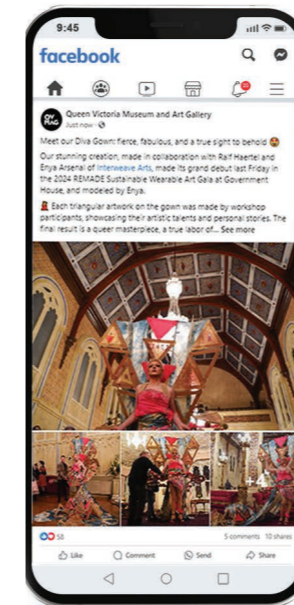 9:45
facebook
QV
MAG
Queen Victoria Museum and Art Gallery
Just now
Meet our Diva Gown: fierce, fabulous, and a true sight to behold
Our stunning creation, made in collaboration with Ralf Haertel and
Enya Arsenal of Interweave Arts, made its grand debut last Friday in
the 2024 REMADE Sustainable Wearable Art Gala at Government
House, and modeled by Enya.
Each triangular artwork on the gown was made by workshop
participants, showcasing their artistic talents and personal stories. The
final result is a queer masterpiece, a true labor of... See more
58
5 comments 10 shares
Like Comment Send Share